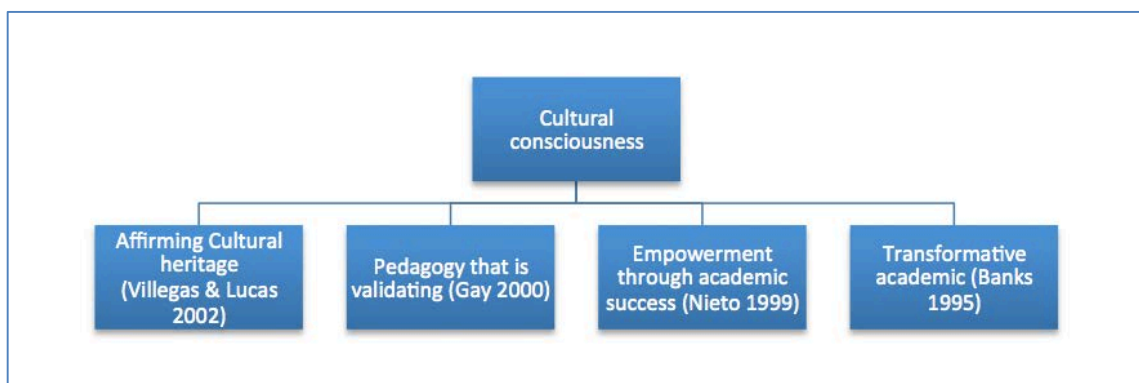 Cultural
consciousness
Affirming Cultural
heritage
(Villegas & Lucas
2002)
Pedagogy that is
validating (Gay 2000)
Empowerment
through academic
success (Nieto 1999)
Transformative
academic (Banks
1995)